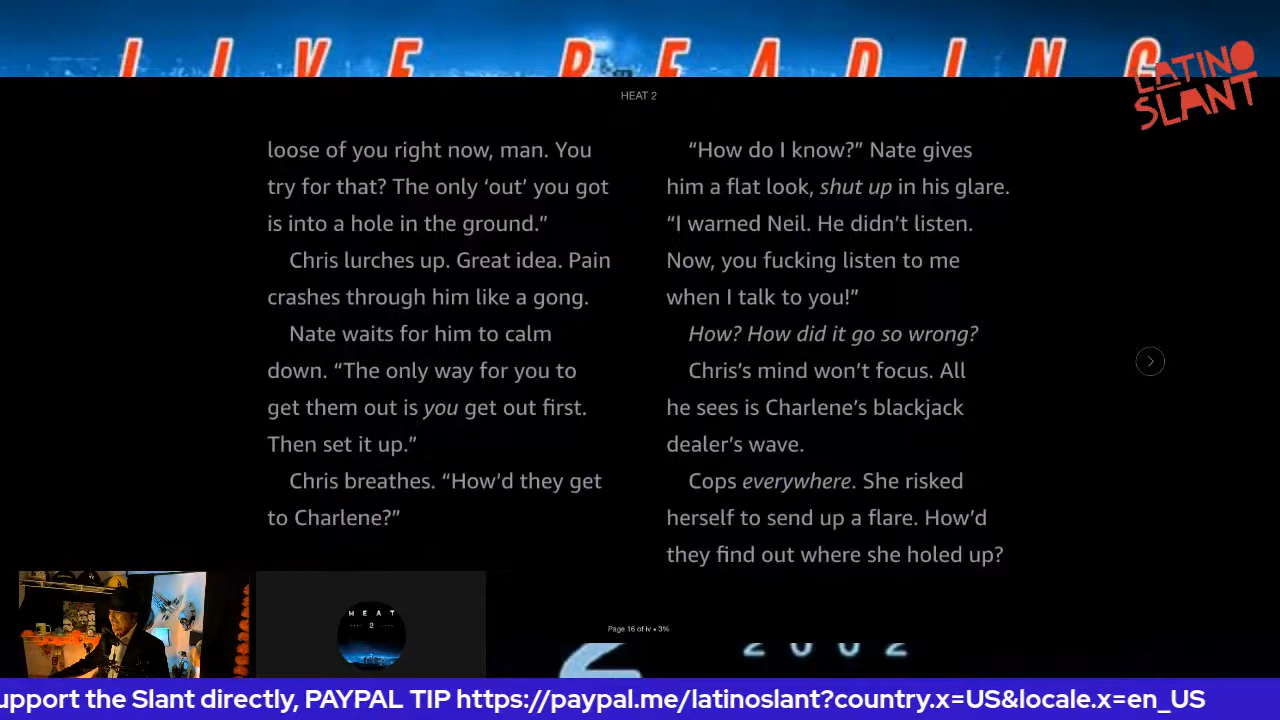 LIVE READING
LATINO
SLANT
HEAT 2
loose of you right now, man. You
try for that? The only ‘out’ you got
is into a hole in the ground.”
Chris lurches up. Great idea. Pain
crashes through him like a gong.
Nate waits for him to calm
down. “The only way for you to
get them out is you get out first.
Then set it up.”
Chris breathes. “How’d they get
to Charlene?”
“How do I know?” Nate gives
him a flat look, shut up in his glare.
“I warned Neil. He didn’t listen.
Now, you fucking listen to me
when I talk to you!”
How? How did it go so wrong?
Chris’s mind won’t focus. All
he sees is Charlene’s blackjack
dealer’s wave.
Cops everywhere. She risked
herself to send up a flare. How’d
they find out where she holed up?
Page 16 of iv • 3%
HEAT
2
2002
upport the Slant directly, PAYPAL TIP https://paypal.me/latinoslant?country.x=US&locale.x=en_US